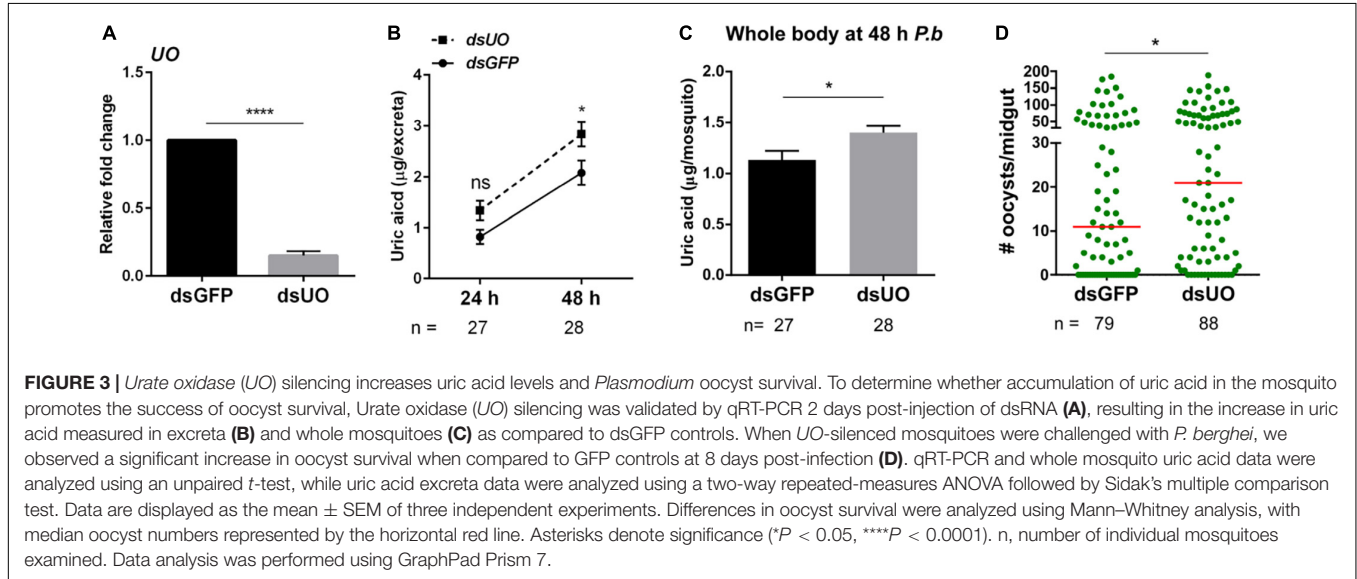 A
UO
Relative fold change
1.5
1.0
0.5
0.0
****
dsGFP
dsUO
B
dsUO
dsGFP
Uric aicd (µg/excreta)
4
3
2
1
0
ns
*
24 h
48 h
n =
27
28
C
Whole body at 48 h P.b
Uric acid (µg/mosquito)
2.0
1.5
1.0
0.5
0.0
*
dsGFP
dsUO
n=
27
28
D
*
# oocysts/midgut
200
150
100
50
30
20
10
0
dsGFP
dsUO
n =
79
88
FIGURE 3 | Urate oxidase (UO) silencing increases uric acid levels and Plasmodium oocyst survival. To determine whether accumulation of uric acid in the mosquito
promotes the success of oocyst survival, Urate oxidase (UO) silencing was validated by qRT-PCR 2 days post-injection of dsRNA (A), resulting in the increase in uric
acid measured in excreta (B) and whole mosquitoes (C) as compared to dsGFP controls. When UO-silenced mosquitoes were challenged with P. berghei, we
observed a significant increase in oocyst survival when compared to GFP controls at 8 days post-infection (D). qRT-PCR and whole mosquito uric acid data were
analyzed using an unpaired t-test, while uric acid excreta data were analyzed using a two-way repeated-measures ANOVA followed by Sidak's multiple comparison
test. Data are displayed as the mean ± SEM of three independent experiments. Differences in oocyst survival were analyzed using Mann–Whitney analysis, with
median oocyst numbers represented by the horizontal red line. Asterisks denote significance (*P < 0.05, ****P < 0.0001). n, number of individual mosquitoes
examined. Data analysis was performed using GraphPad Prism 7.